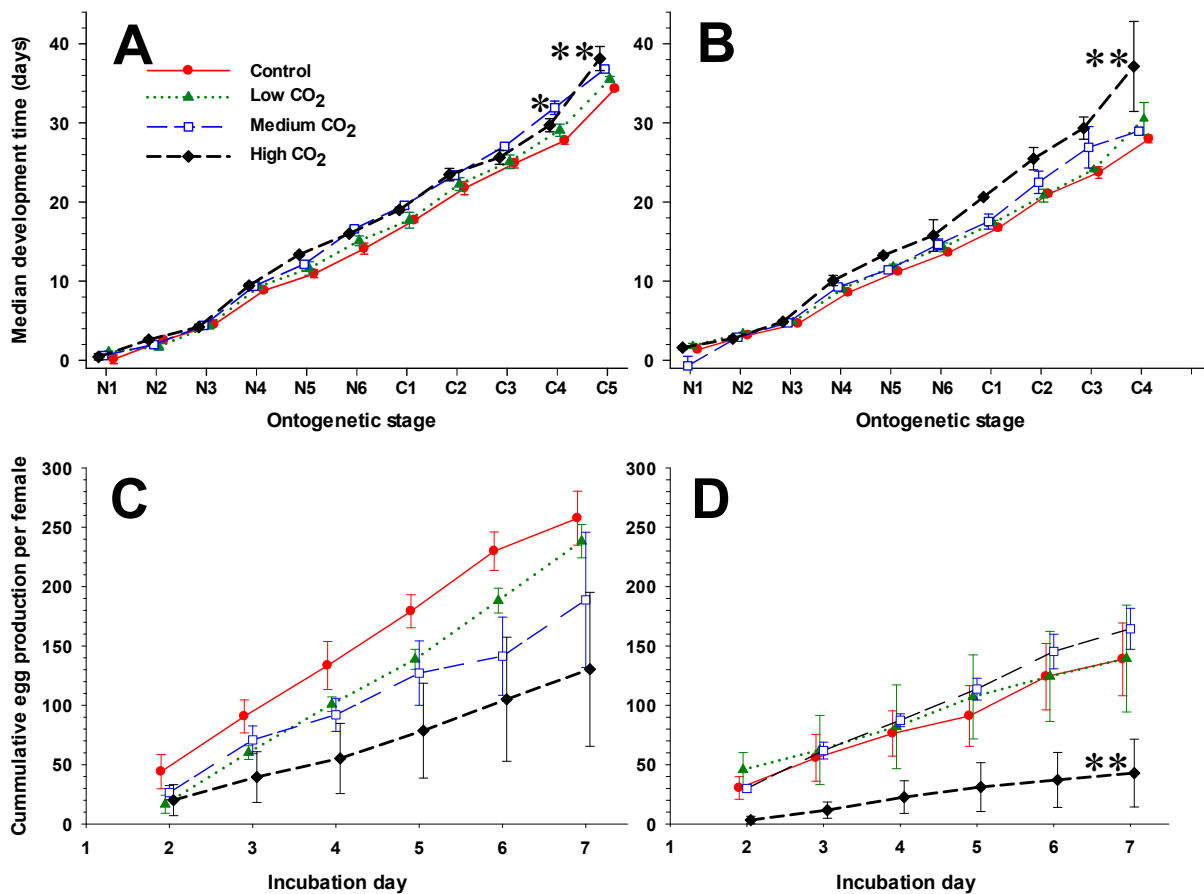 A
B
Control
Low CO₂
Medium CO₂
High CO₂
**
*
**
Median development time (days)
40
30
20
10
0
N1 N2 N3 N4 N5 N6 C1 C2 C3 C4 C5
Ontogenetic stage
40
30
20
10
0
N1 N2 N3 N4 N5 N6 C1 C2 C3 C4
Ontogenetic stage
C
Cummulative egg production per female
300
250
200
150
100
50
0
1 2 3 4 5 6 7
Incubation day
D
**
300
250
200
150
100
50
0
1 2 3 4 5 6 7
Incubation day